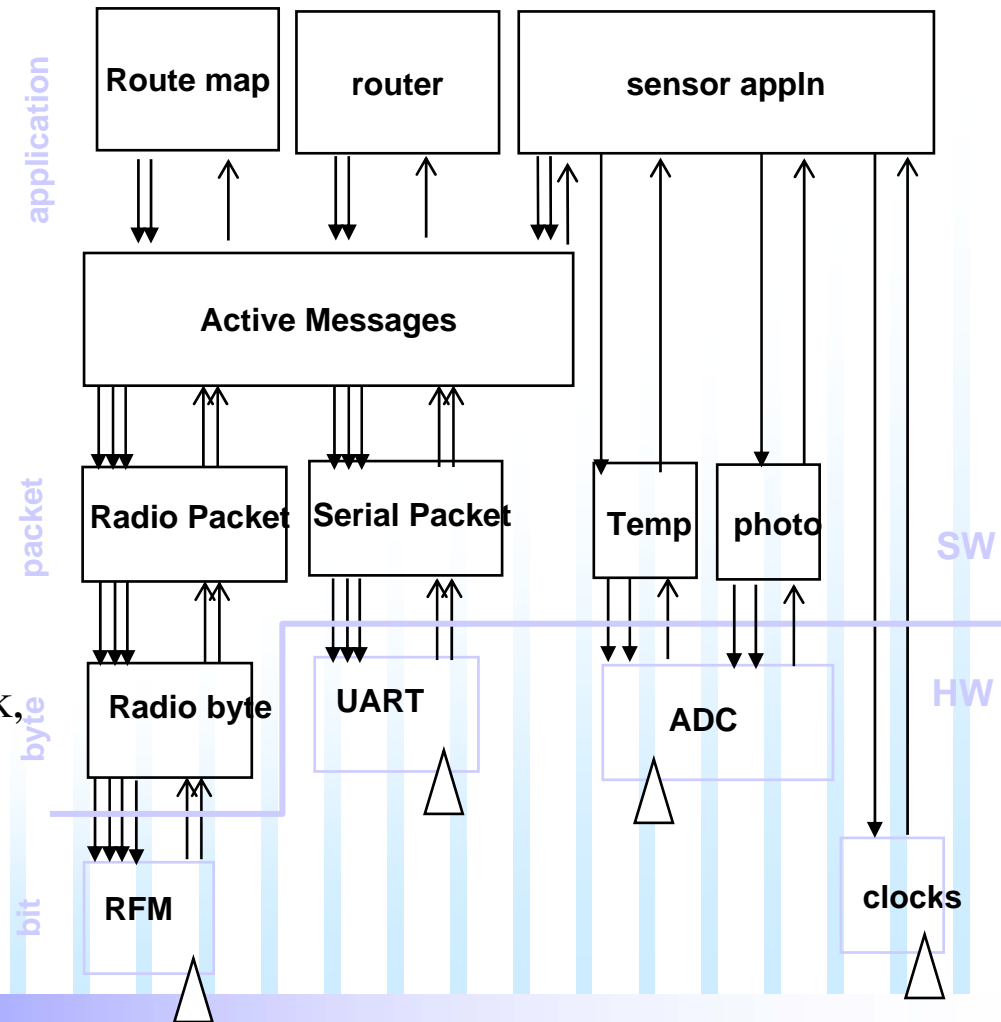 application
Route map
router
sensor appln
Active Messages
packet
Radio Packet
Serial Packet
Temp
photo
SW
HW
byte
k,
Radio byte
UART
ADC
bit
RFM
clocks